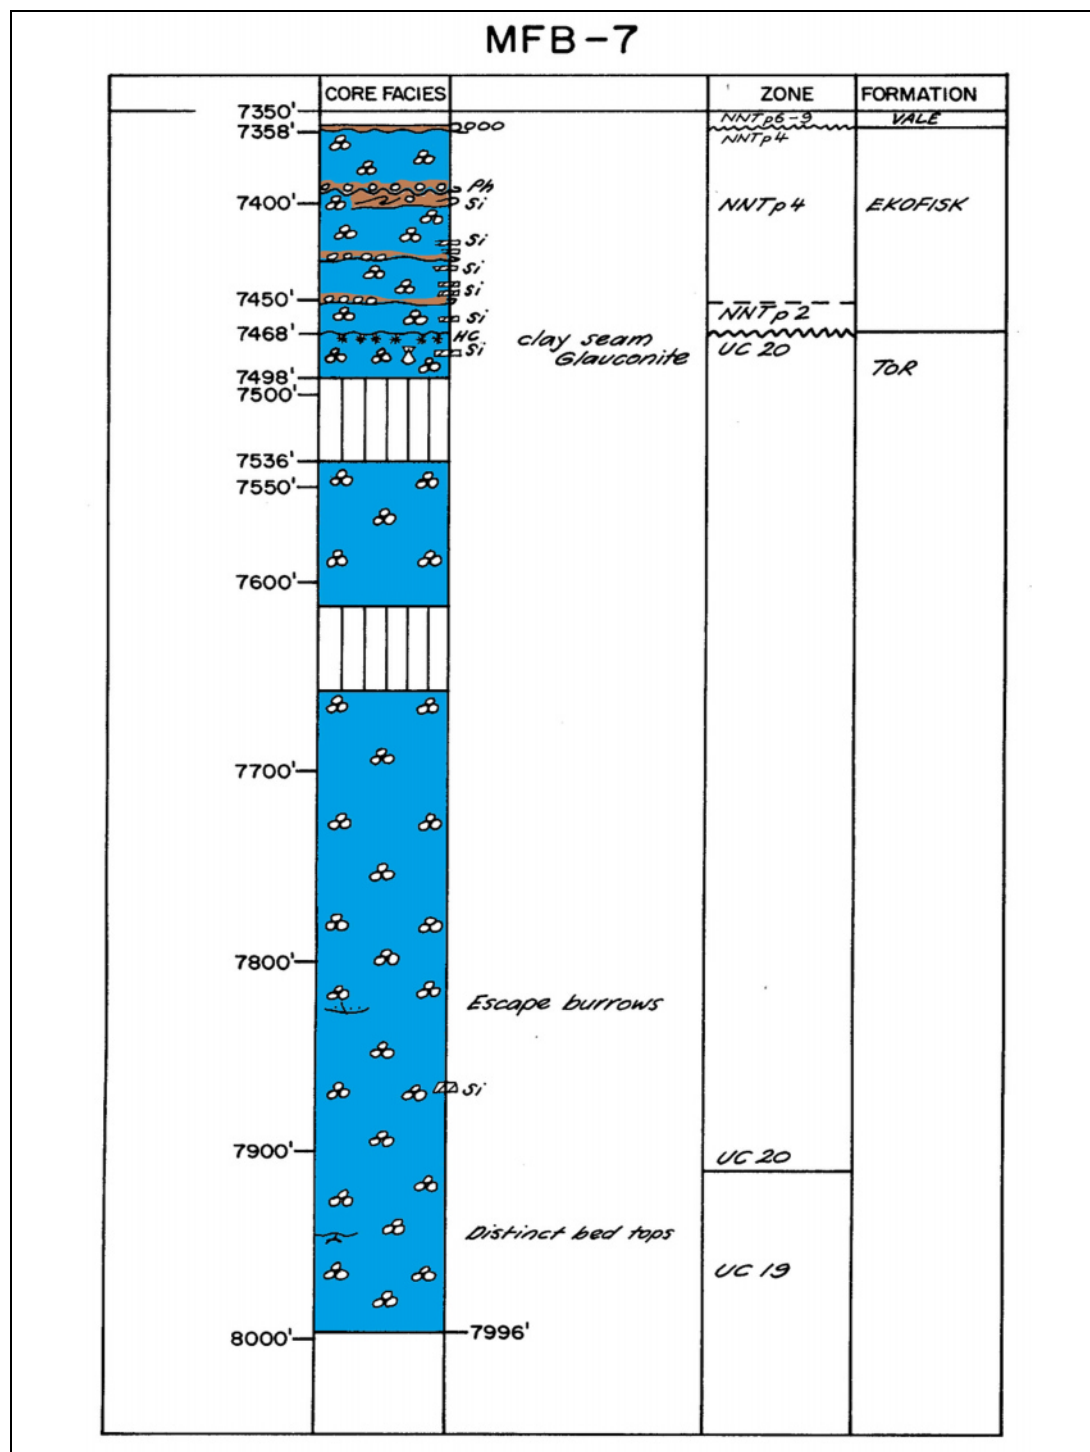 MFB-7
CORE FACIES ZONE FORMATION
7350' NNTp6-9 VALE
7358' NNTp4
Ph
7400' Si NNTp4 EKOFISK
Si
Si
Si
7450'
Si NNTp2
7468' HC clay seam
Si Glauconite UC 20
TOR
7498'
7500'
7536'
7550'
7600'
7700'
7800'
Escape burrows
Si
7900' UC 20
Distinct bed tops
UC 19
8000' 7996'